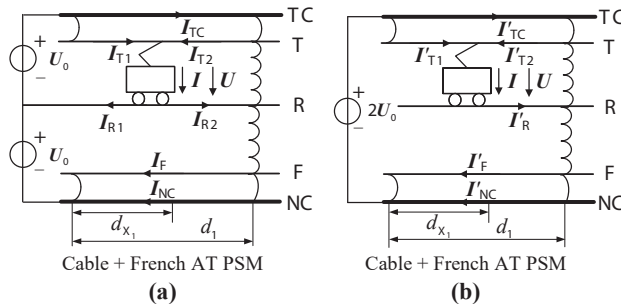 TC
I_TC
T
I_T1
I_T2
+
U_0
−
I
U
R
I_R1
I_R2
+
U_0
−
I_F
F
I_NC
NC
d_X1
d_1
Cable + French AT PSM
(a)
TC
I'_TC
T
I'_T1
I'_T2
+
2U_0
−
I
U
R
I'_R
I'_F
F
I'_NC
NC
d_X1
d_1
Cable + French AT PSM
(b)